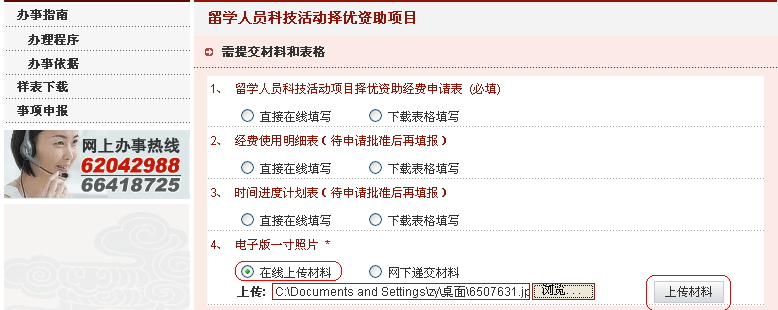 办事指南
办理程序
办事依据
样表下载
事项申报
网上办事热线
62042988
66418725
留学人员科技活动择优资助项目
需提交材料和表格
1、 留学人员科技活动项目择优资助经费申请表 (必填)
直接在线填写 下载表格填写
2、 经费使用明细表（待申请批准后再填报）
直接在线填写 下载表格填写
3、 时间进度计划表（待申请批准后再填报）
直接在线填写 下载表格填写
4、 电子版一寸照片 *
在线上传材料 网下递交材料
上传: C:\Documents and Settings\zy\桌面\6507631.jp 浏览... 上传材料